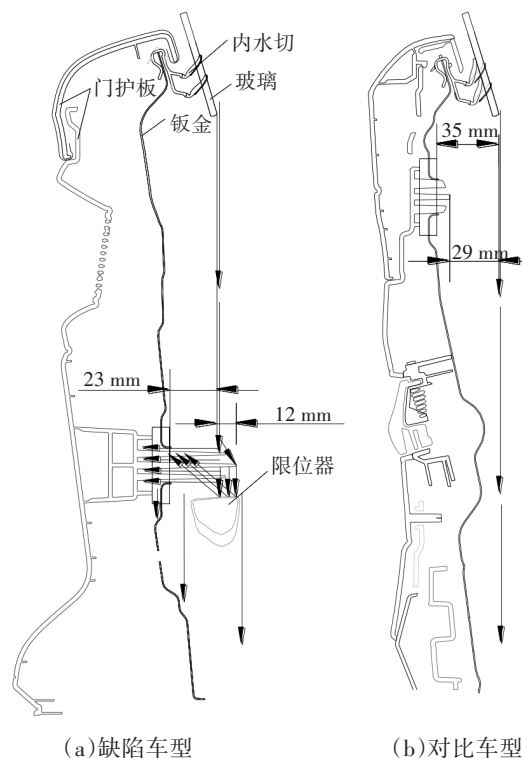 内水切
玻璃
门护板
钣金
35 mm
29 mm
23 mm
12 mm
限位器
(a)缺陷车型
(b)对比车型